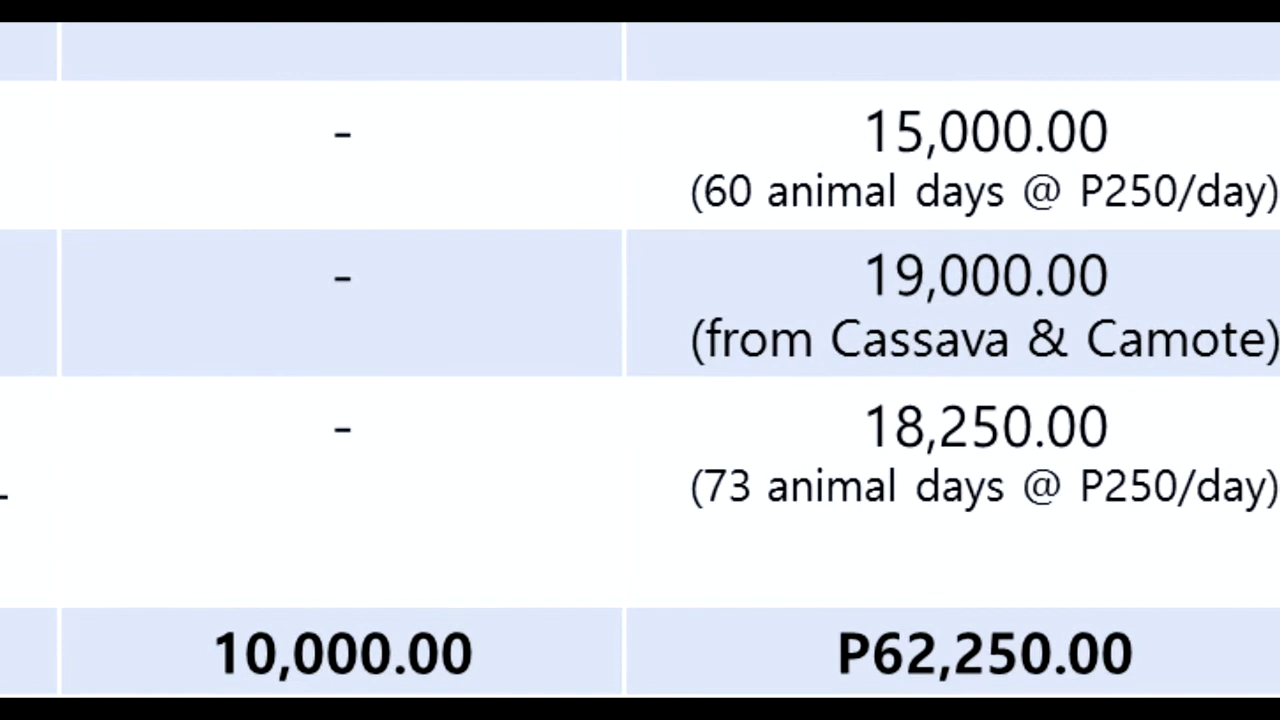 - 15,000.00
(60 animal days @ P250/day)
- 19,000.00
(from Cassava & Camote)
- 18,250.00
(73 animal days @ P250/day)
10,000.00 P62,250.00